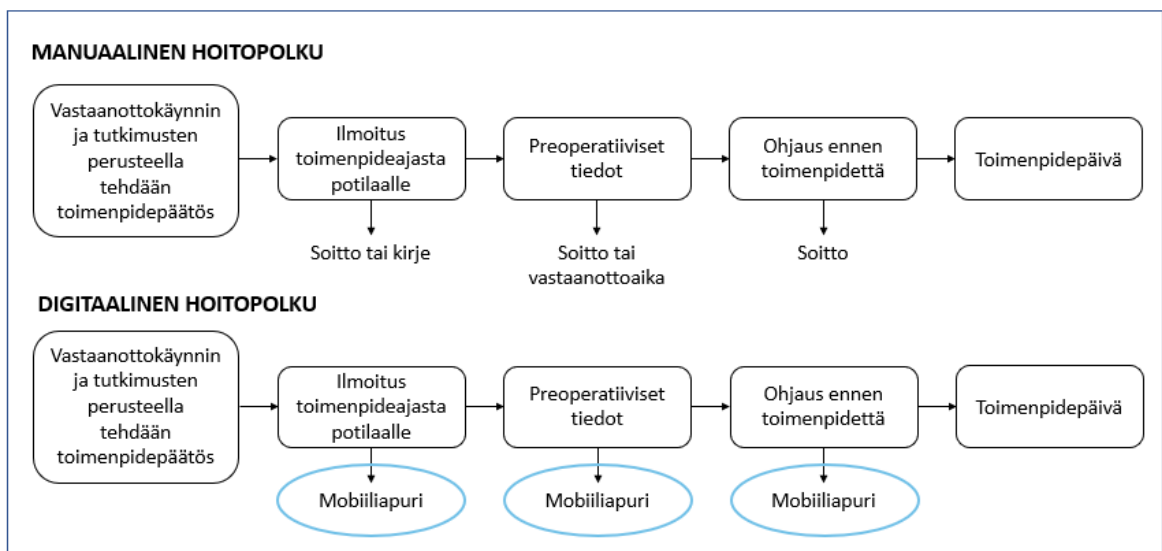 MANUAALINEN HOITOPOLKU
Vastaanottokäynnin
ja tutkimusten
perusteella
tehdään
toimenpidepäätös
Ilmoitus
toimenpideajasta
potilaalle
Preoperatiiviset
tiedot
Ohjaus ennen
toimenpidettä
Toimenpidepäivä
Soitto tai kirje
Soitto tai
vastaanottoaika
Soitto
DIGITAALINEN HOITOPOLKU
Vastaanottokäynnin
ja tutkimusten
perusteella
tehdään
toimenpidepäätös
Ilmoitus
toimenpideajasta
potilaalle
Preoperatiiviset
tiedot
Ohjaus ennen
toimenpidettä
Toimenpidepäivä
Mobiiliapuri
Mobiiliapuri
Mobiiliapuri